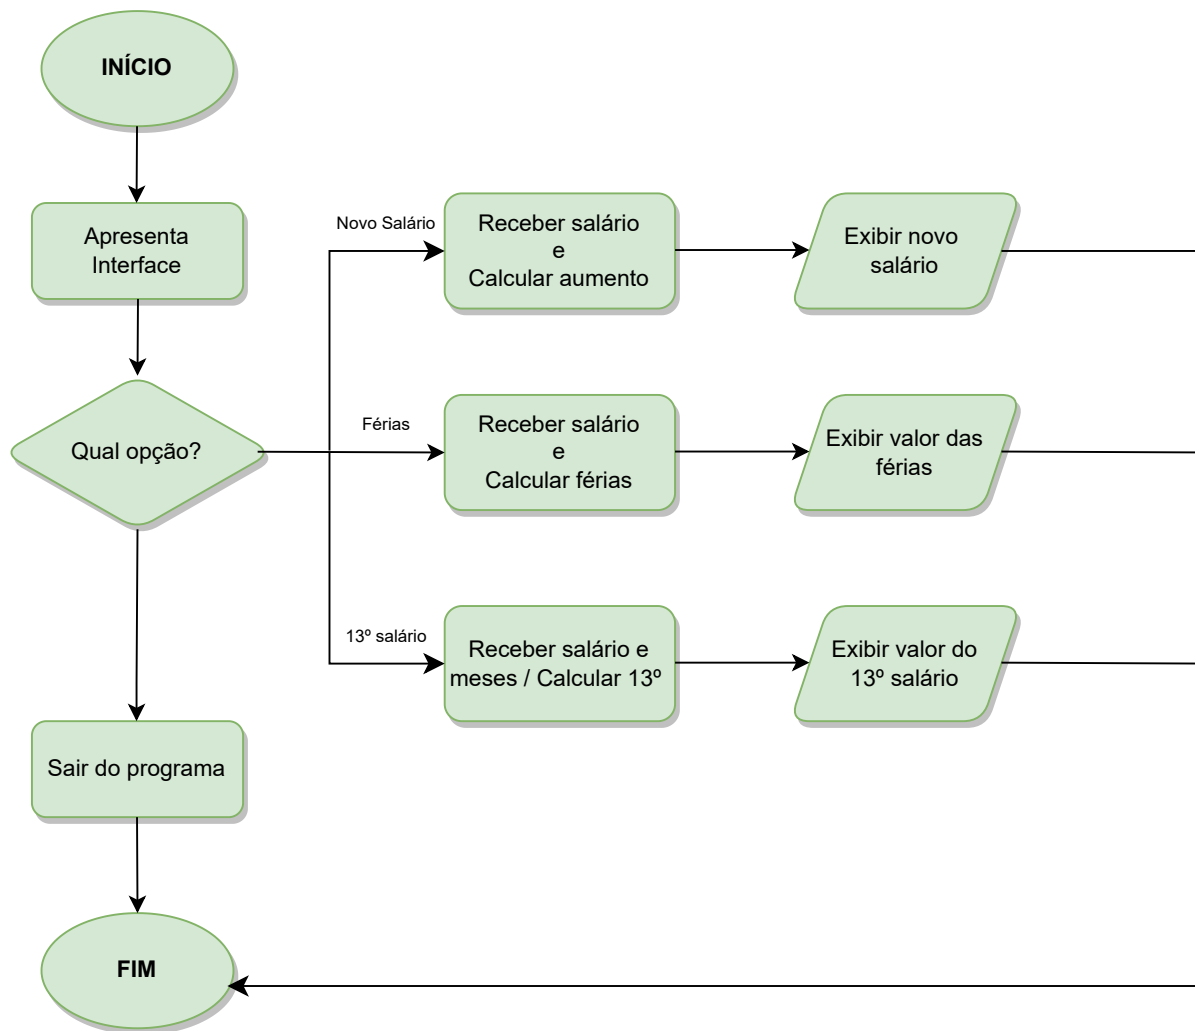 INÍCIO
Apresenta
Interface
Qual opção?
Novo Salário
Receber salário
e
Calcular aumento
Exibir novo
salário
Férias
Receber salário
e
Calcular férias
Exibir valor das
férias
13º salário
Receber salário e
meses / Calcular 13º
Exibir valor do
13º salário
Sair do programa
FIM